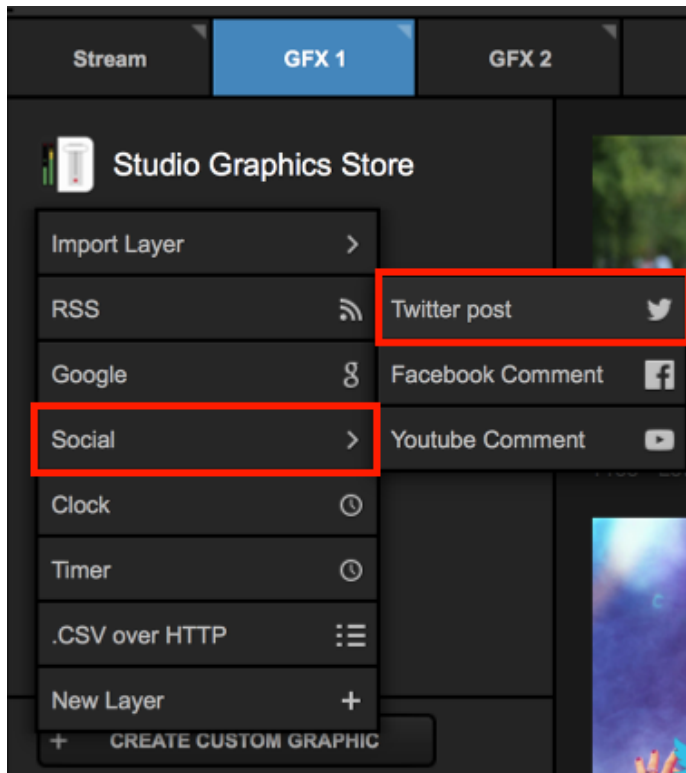 Stream
GFX 1
GFX 2
Studio Graphics Store
Import Layer
RSS
Twitter post
Google
Facebook Comment
Social
Youtube Comment
Clock
Timer
.CSV over HTTP
New Layer
+ CREATE CUSTOM GRAPHIC